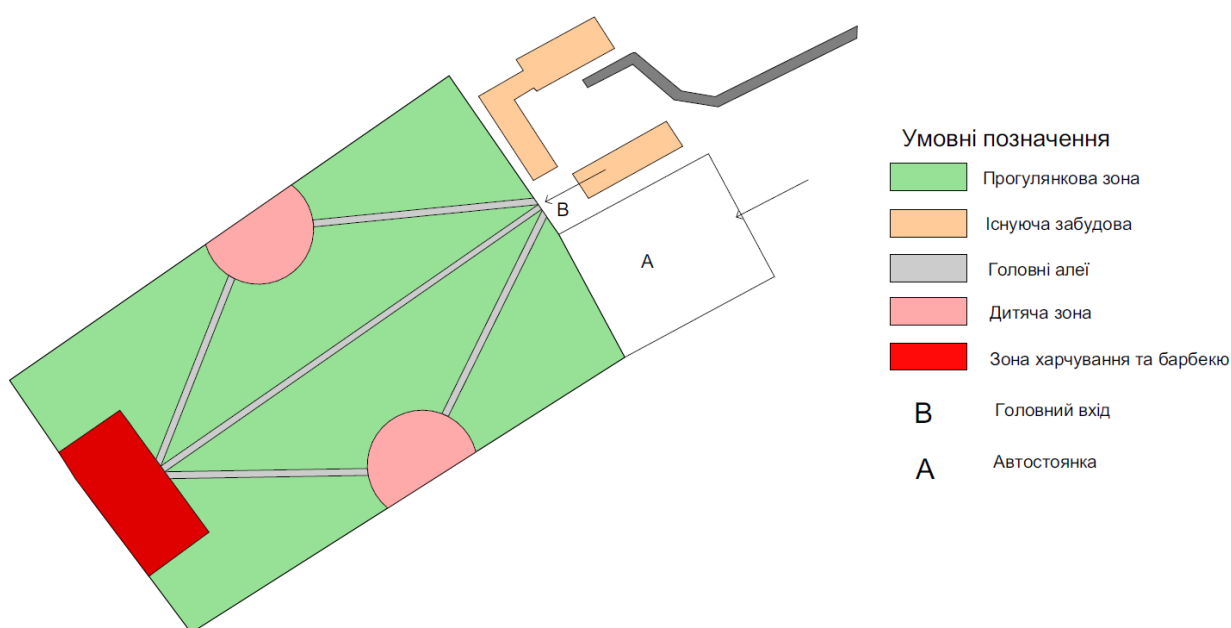 B
A
Умовні позначення
Прогулянкова зона
Існуюча забудова
Головні алеї
Дитяча зона
Зона харчування та барбекю
B Головний вхід
A Автостоянка